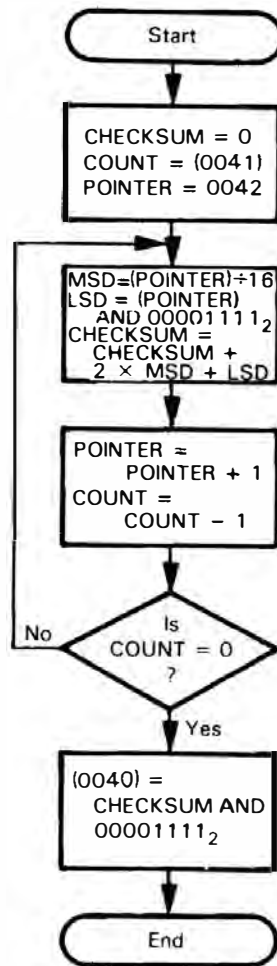 Start
CHECKSUM = 0
COUNT = (0041)
POINTER = 0042
MSD=(POINTER)÷16
LSD = (POINTER)
AND 00001111₂
CHECKSUM =
CHECKSUM +
2 × MSD + LSD
POINTER =
POINTER + 1
COUNT =
COUNT - 1
Is
COUNT = 0
?
No
Yes
(0040) =
CHECKSUM AND
00001111₂
End